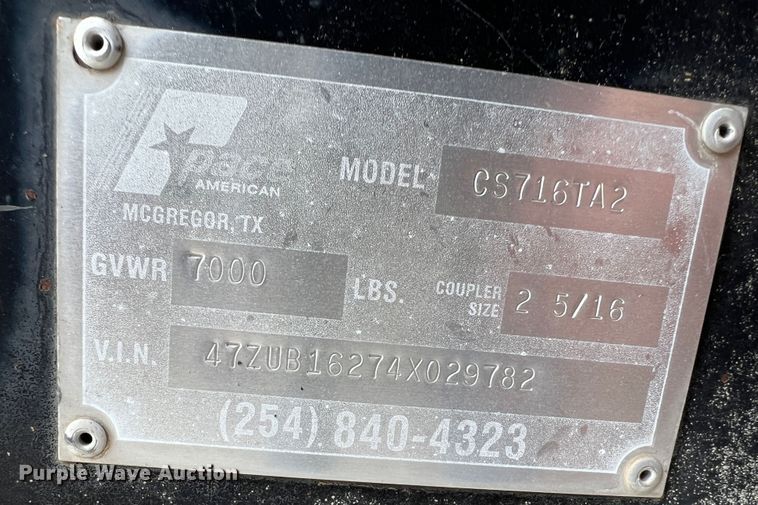 pace
AMERICAN
MCGREGOR, TX
MODEL CS716TA2
GVWR 7000 LBS.
COUPLER SIZE 2 5/16
V.I.N. 47ZUB16274X029782
(254) 840-4323
Purple Wave Auction